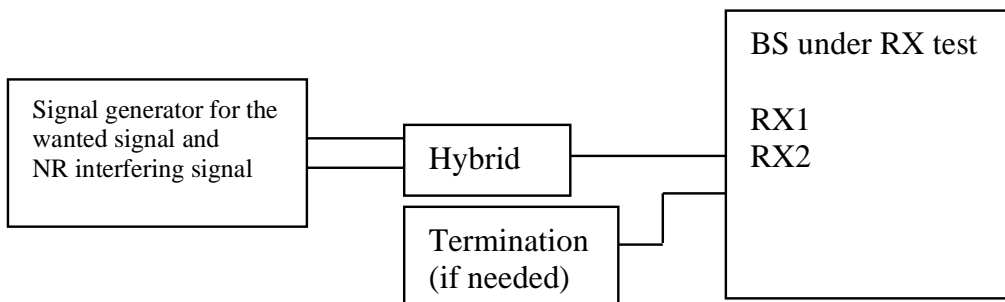 Signal generator for the
wanted signal and
NR interfering signal
Hybrid
Termination
(if needed)
BS under RX test
RX1
RX2